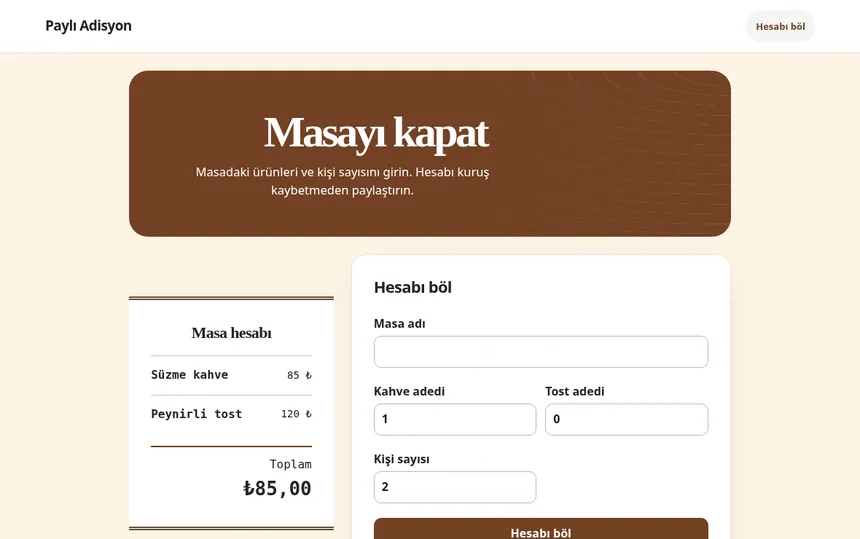 Paylı Adisyon
Hesabı böl
Masayı kapat
Masadaki ürünleri ve kişi sayısını girin. Hesabı kuruş
kaybetmeden paylaştırın.
Masa hesabı
Süzme kahve 85 ₺
Peynirli tost 120 ₺
Toplam
₺85,00
Hesabı böl
Masa adı
Kahve adedi Tost adedi
1 0
Kişi sayısı
2
Hesabı böl